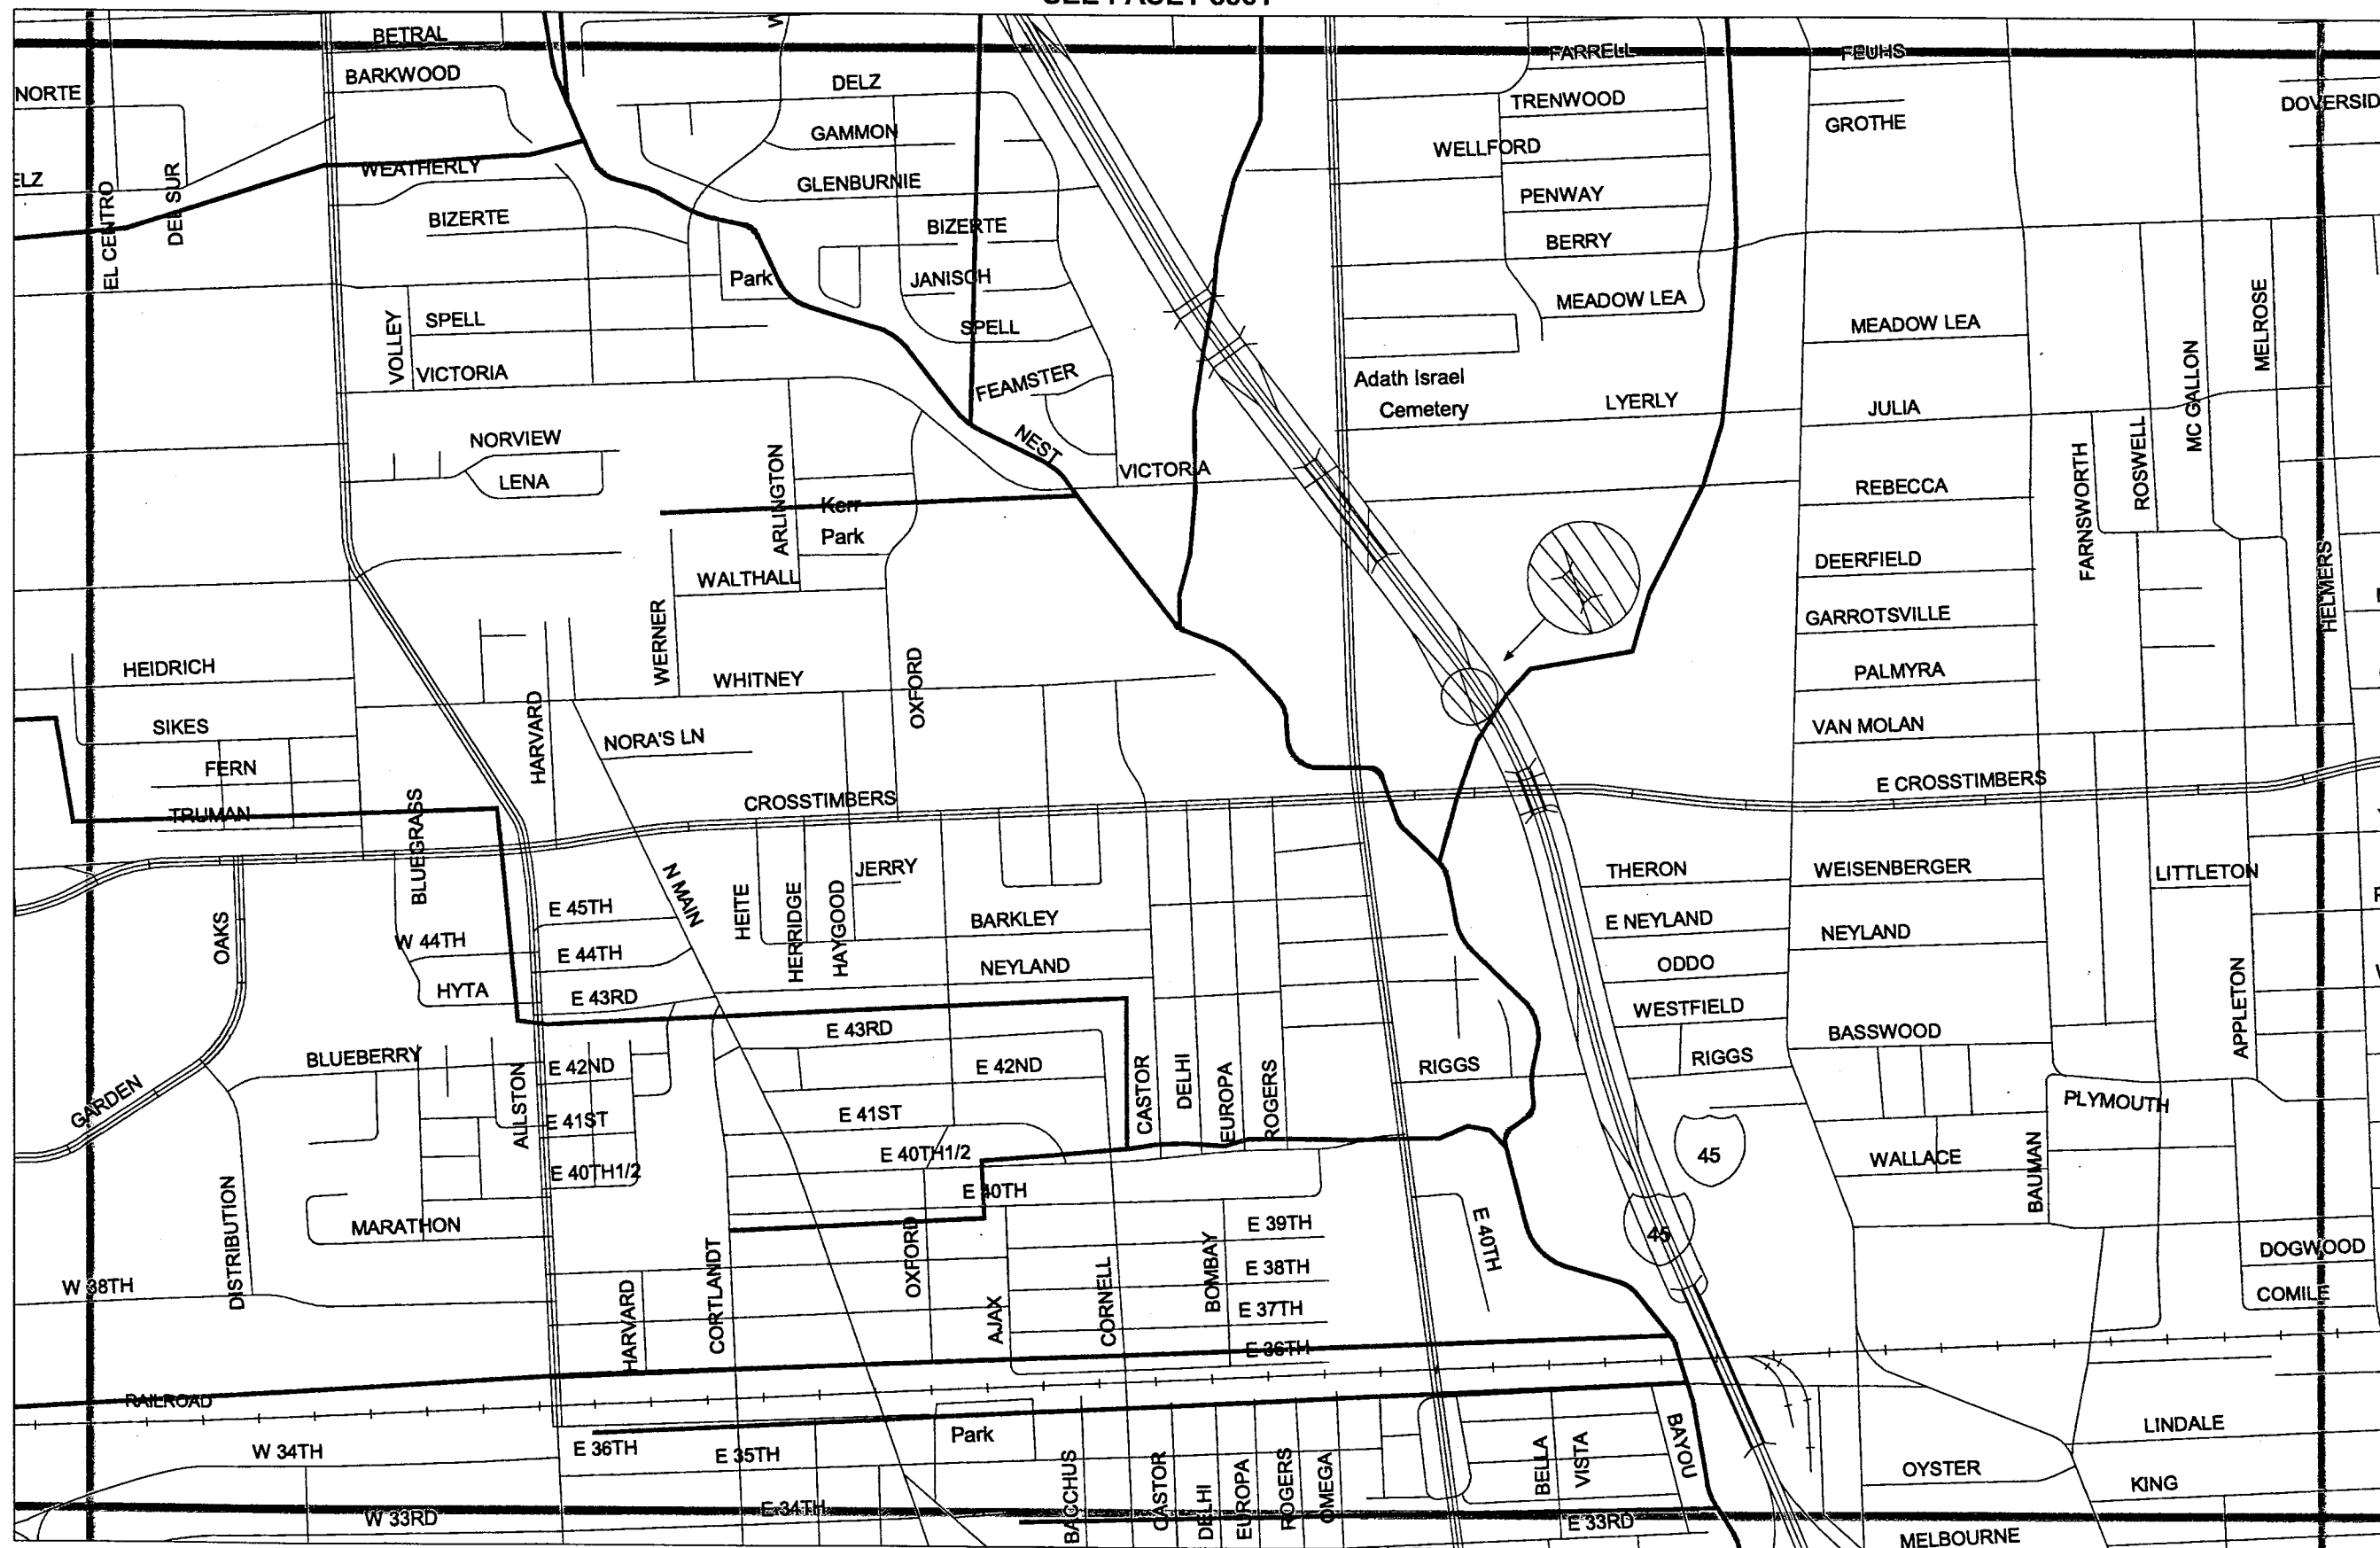 BETRAL
FARRELL
FEUHS
BARKWOOD
NORTE
DELZ
TRENWOOD
GAMMON
GROTHE
WELLFORD
WEATHERLY
GLENBURNIE
EL CENTRO
DEL SUR
PENWAY
BIZERTE
BIZERTE
BERRY
Park
JANISCH
MEADOW LEA
SPELL
SPELL
MEADOW LEA
VOLLEY
MELROSE
MC GALLON
VICTORIA
FEAMSTER
Adath Israel
Cemetery
LYERLY
JULIA
NORVIEW
NEST
LENA
VICTORIA
ARLINGTON
REBECCA
FARNSWORTH
ROSWELL
Kerr
Park
WALTHALL
DEERFIELD
HELMERS
GARROTSVILLE
WERNER
HEIDRICH
WHITNEY
OXFORD
PALMYRA
SIKES
HARVARD
NORA'S LN
VAN MOLAN
FERN
E CROSSTIMBERS
TRUMAN
BLUEGRASS
CROSSTIMBERS
JERRY
THERON
WEISENBERGER
LITTLETON
N MAIN
HEITE
HERRIDGE
HAYGOOD
E 45TH
OAKS
BARKLEY
E NEYLAND
NEYLAND
W 44TH
E 44TH
NEYLAND
ODDO
HYTA
E 43RD
WESTFIELD
APPLETON
E 43RD
BASSWOOD
BLUEBERRY
E 42ND
E 42ND
RIGGS
RIGGS
ALLSTON
CASTOR
DELHI
EUROPA
ROGERS
GARDEN
E 41ST
E 41ST
PLYMOUTH
E 40TH1/2
E 40TH1/2
45
WALLACE
BAUMAN
E 40TH
DISTRIBUTION
MARATHON
OXFORD
E 39TH
E 40TH
45
DOGWOOD
W 38TH
HARVARD
CORTLANDT
AJAX
CORNELL
BOMBAY
E 38TH
COMILE
E 37TH
E 36TH
RAILROAD
Park
LINDALE
W 34TH
E 36TH
E 35TH
BACCHUS
CASTOR
DELHI
EUROPA
ROGERS
OMEGA
BELLA
VISTA
BAYOU
OYSTER
KING
W 33RD
E 34TH
E 33RD
MELBOURNE